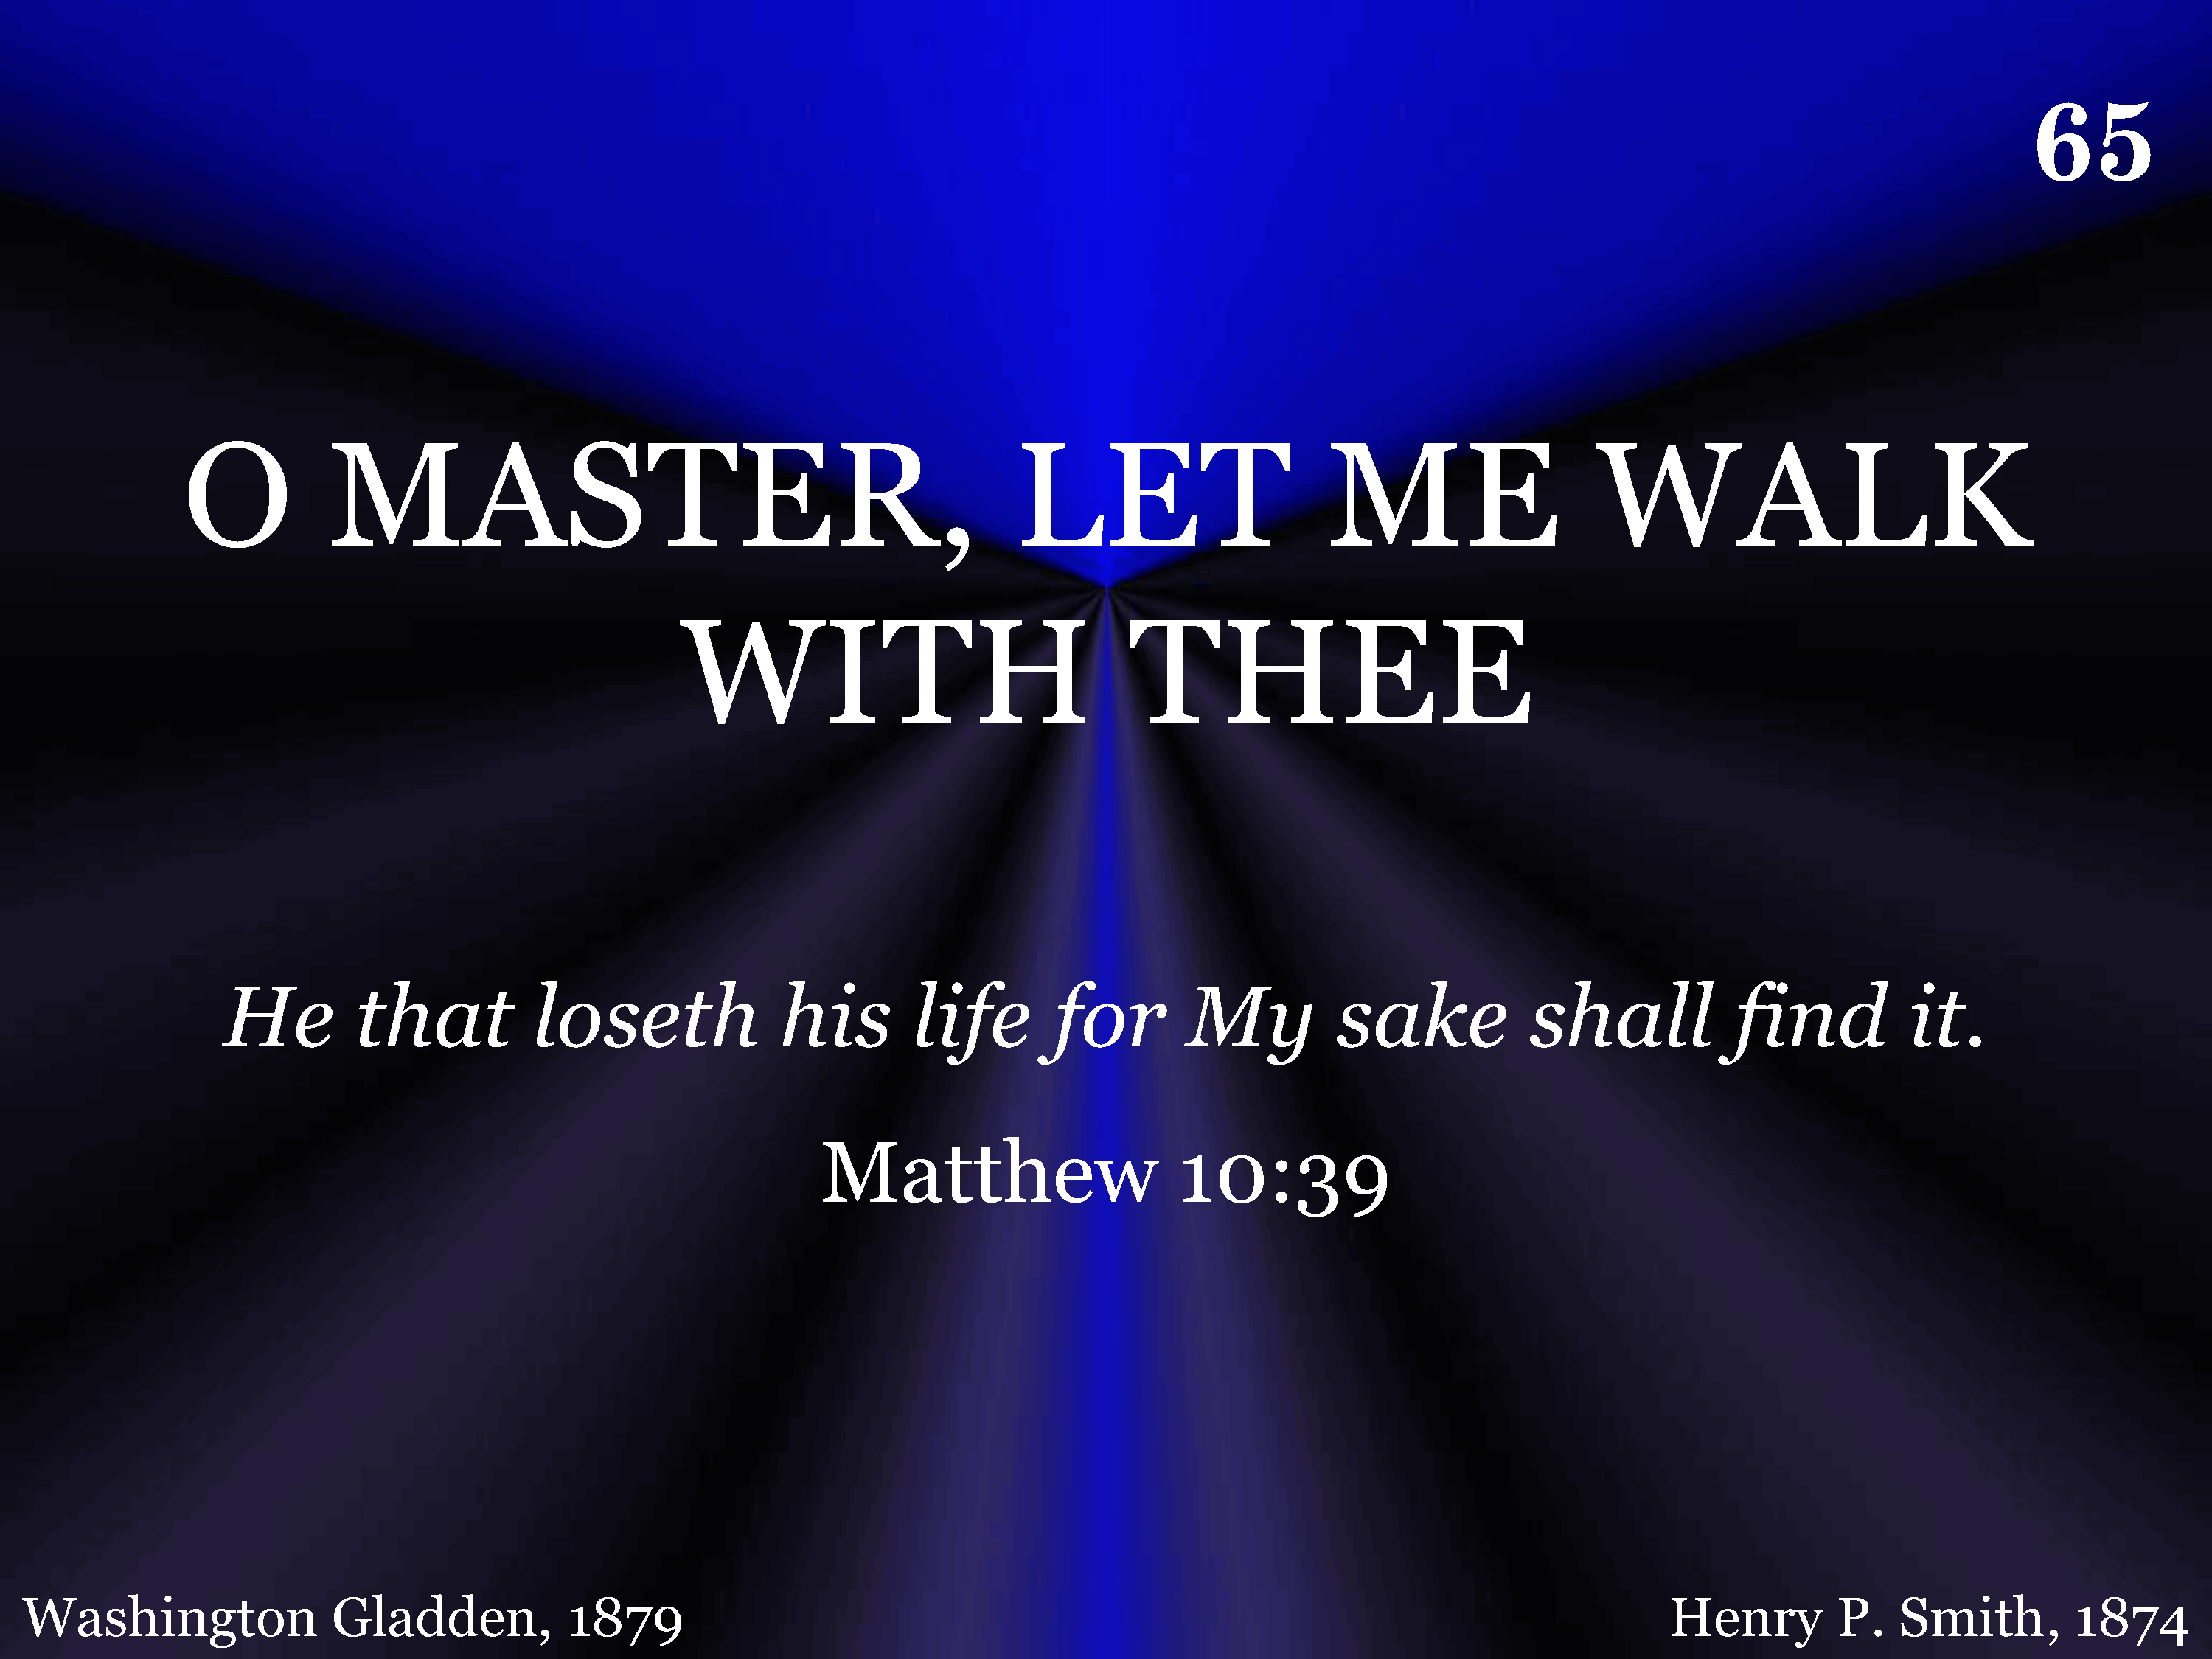 65
O MASTER, LET ME WALK
WITH THEE
He that loseth his life for My sake shall find it.
Matthew 10:39
Washington Gladden, 1879
Henry P. Smith, 1874